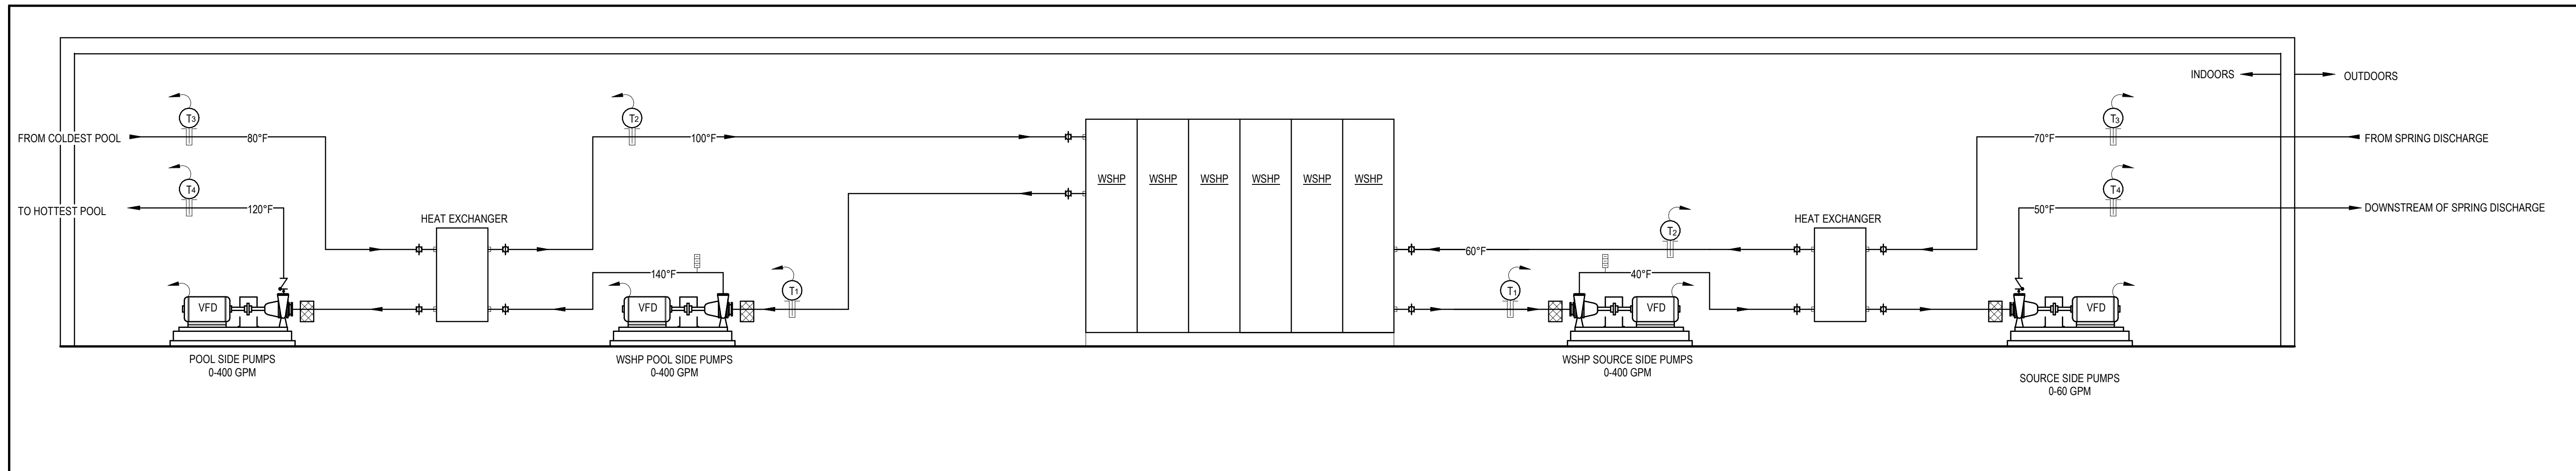 INDOORS
OUTDOORS
T3
T2
T3
FROM COLDEST POOL
80°F
100°F
70°F
FROM SPRING DISCHARGE
WSHP
WSHP
WSHP
WSHP
WSHP
WSHP
T4
T4
TO HOTTEST POOL
120°F
50°F
DOWNSTREAM OF SPRING DISCHARGE
HEAT EXCHANGER
HEAT EXCHANGER
T2
60°F
140°F
40°F
T1
T1
VFD
VFD
VFD
VFD
POOL SIDE PUMPS
0-400 GPM
WSHP POOL SIDE PUMPS
0-400 GPM
WSHP SOURCE SIDE PUMPS
0-400 GPM
SOURCE SIDE PUMPS
0-60 GPM